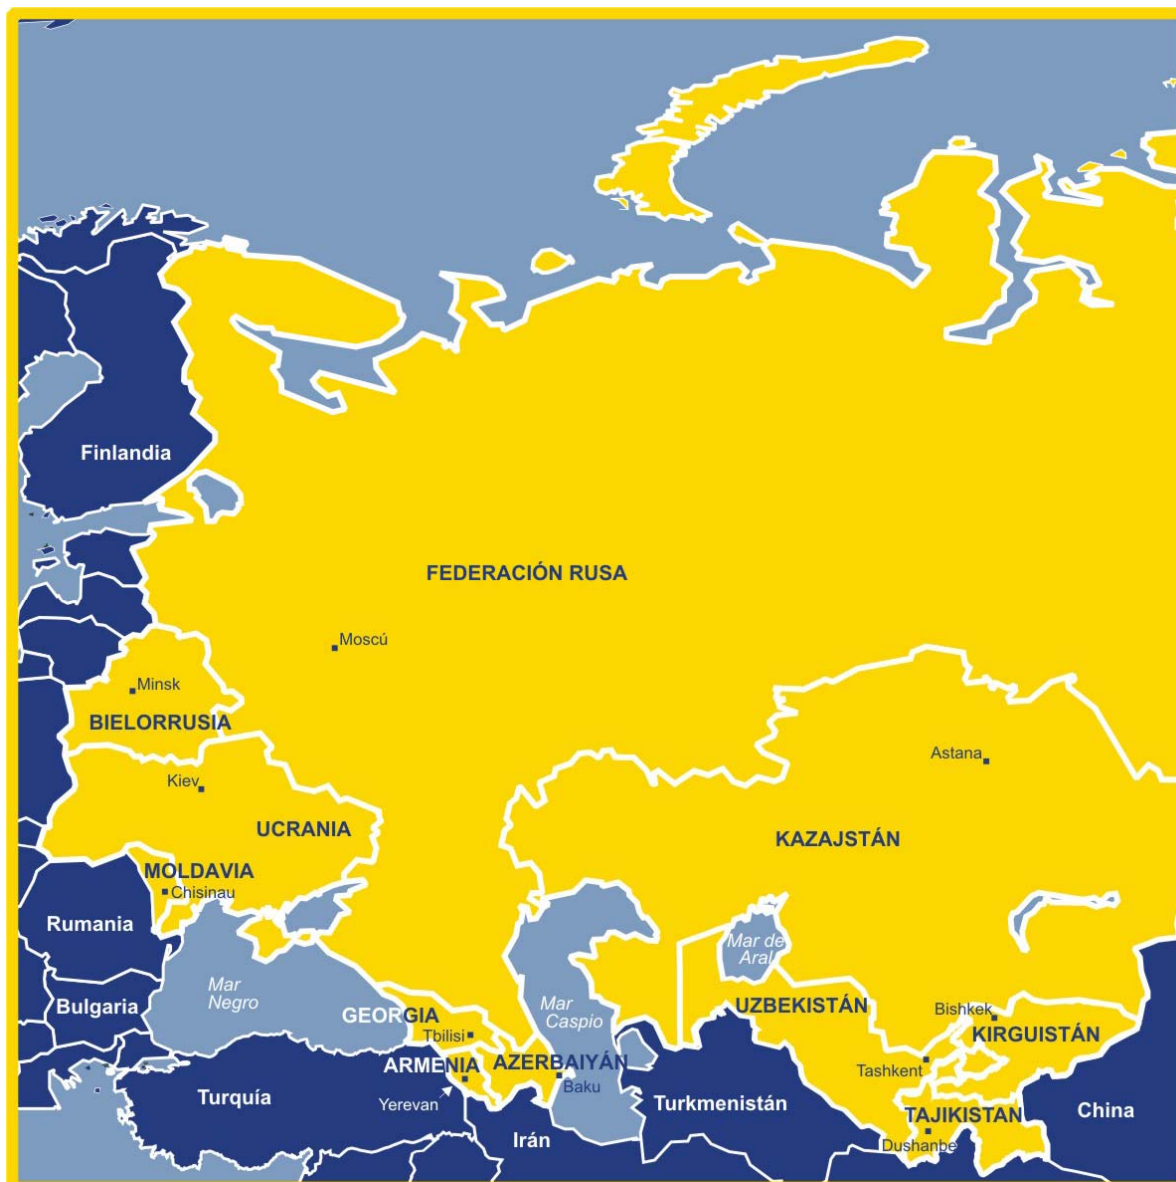 Finlandia
FEDERACIÓN RUSA
Moscú
Minsk
BIELORRUSIA
Astana
Kiev
UCRANIA
KAZAJSTÁN
MOLDAVIA
Chisinau
Rumania
Mar de
Aral
Mar
Negro
Bulgaria
Mar
Caspio
UZBEKISTÁN
GEORGIA
Bishkek
Tbilisi
KIRGUISTÁN
ARMENIA
AZERBAIYÁN
Tashkent
Baku
Turquía
Yerevan
Turkmenistán
China
TAJIKISTAN
Irán
Dushanbe